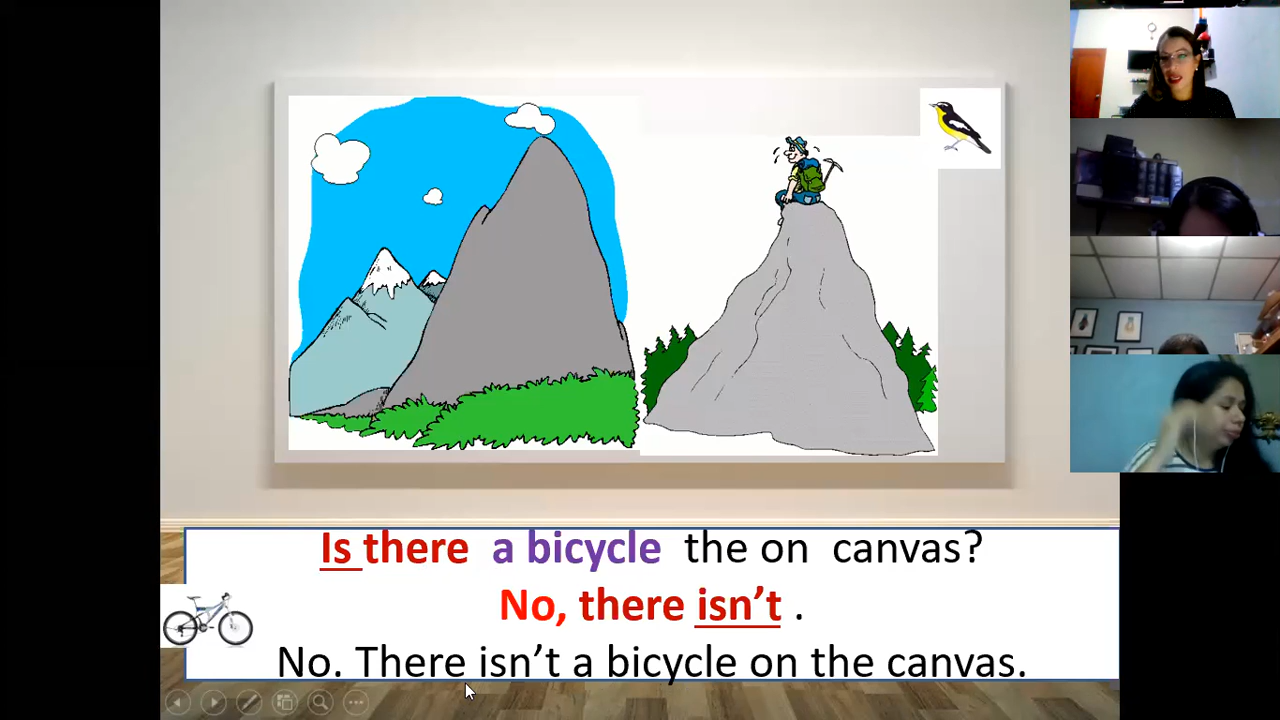 Is there a bicycle the on canvas?
No, there isn't .
No. There isn't a bicycle on the canvas.